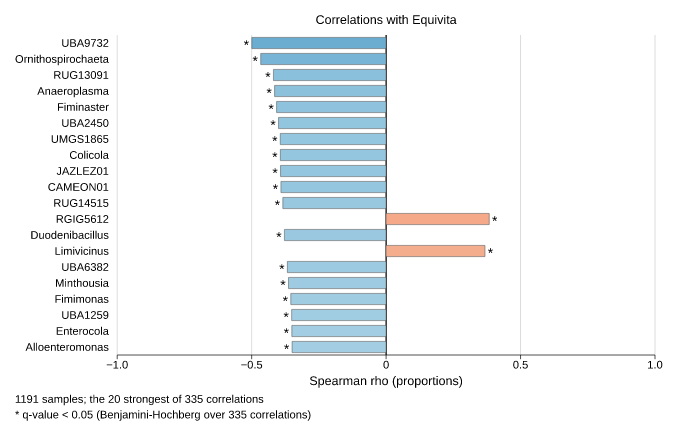 Correlations with Equivita
UBA9732
*
Ornithospirochaeta
*
RUG13091
*
Anaeroplasma
*
Fiminaster
*
UBA2450
*
UMGS1865
*
Colicola
*
JAZLEZ01
*
CAMEON01
*
RUG14515
*
RGIG5612
*
Duodenibacillus
*
Limivicinus
*
UBA6382
*
Minthousia
*
Fimimonas
*
UBA1259
*
Enterocola
*
Alloenteromonas
*
−1.0
−0.5
0
0.5
1.0
Spearman rho (proportions)
1191 samples; the 20 strongest of 335 correlations
* q-value < 0.05 (Benjamini-Hochberg over 335 correlations)